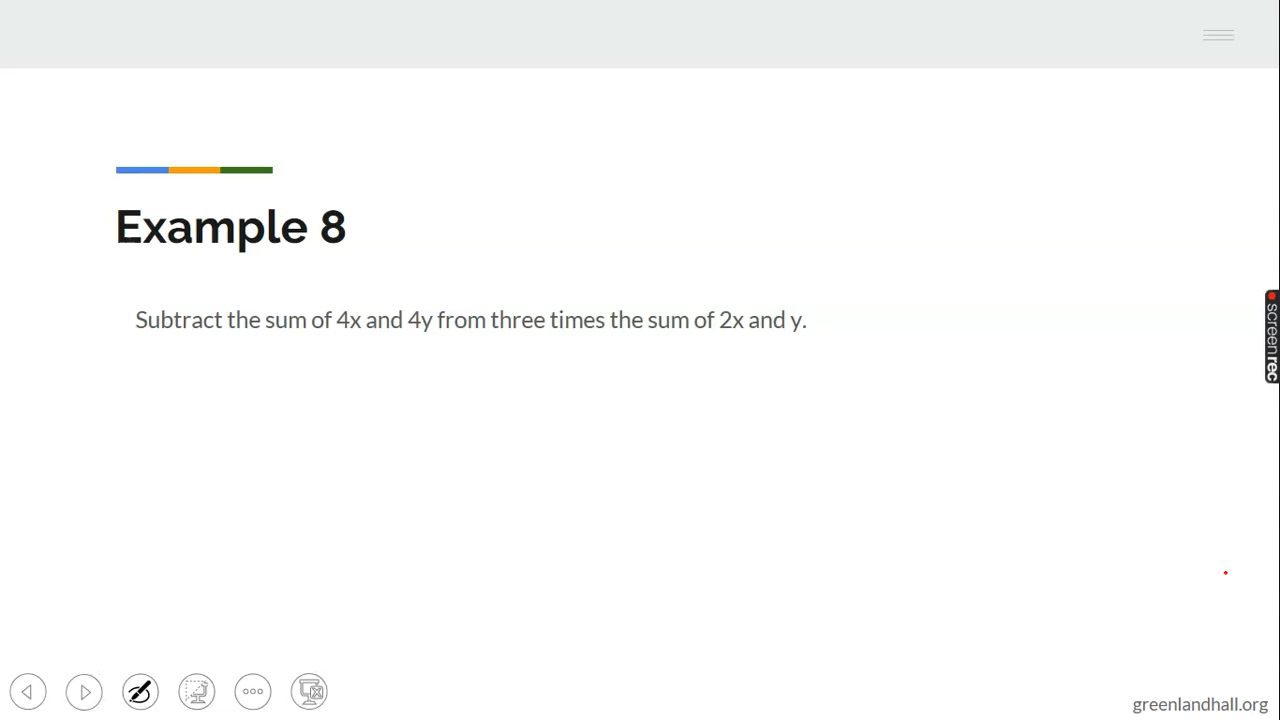 Example 8
Subtract the sum of 4x and 4y from three times the sum of 2x and y.
screenrec
greenlandhall.org